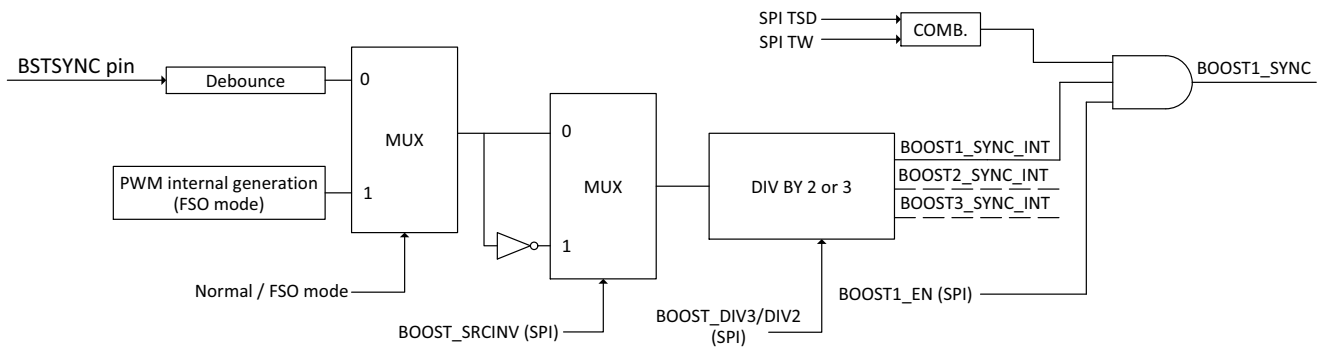 SPI TSD
SPI TW
COMB.
BSTSYNC pin
Debounce
0
MUX
1
PWM internal generation
(FSO mode)
Normal / FSO mode
0
MUX
1
BOOST_SRCINV (SPI)
DIV BY 2 or 3
BOOST_DIV3/DIV2
(SPI)
BOOST1_SYNC_INT
BOOST2_SYNC_INT
BOOST3_SYNC_INT
BOOST1_EN (SPI)
BOOST1_SYNC